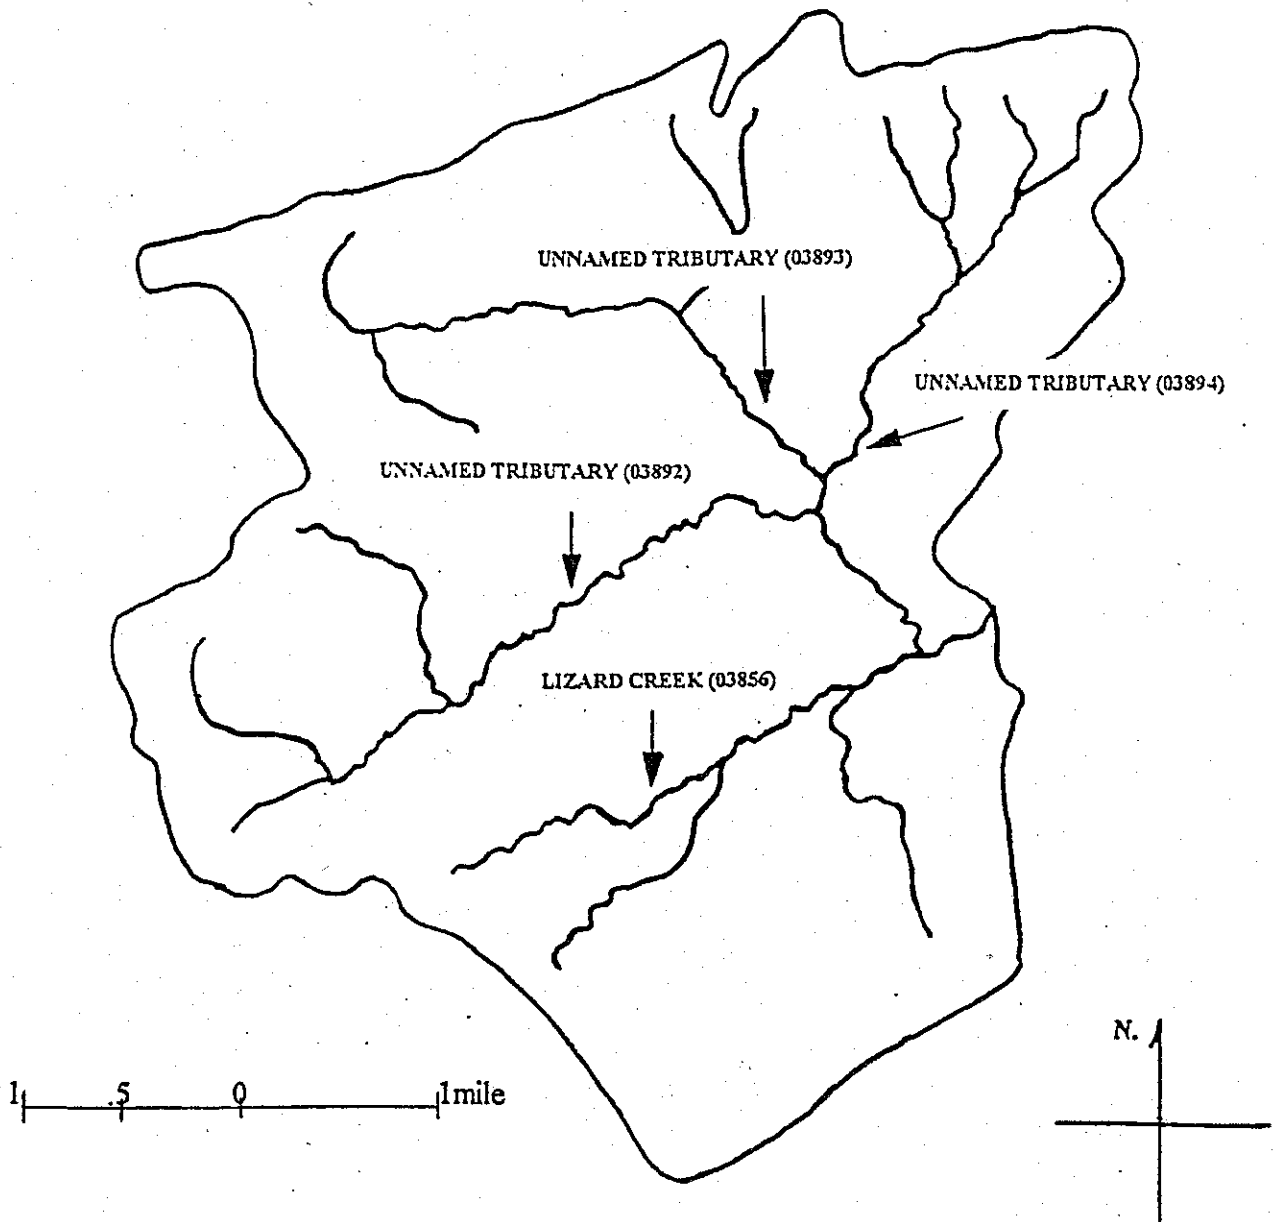 UNNAMED TRIBUTARY (03893)
UNNAMED TRIBUTARY (03894)
UNNAMED TRIBUTARY (03892)
LIZARD CREEK (03856)
N.
1 .5 0 1mile